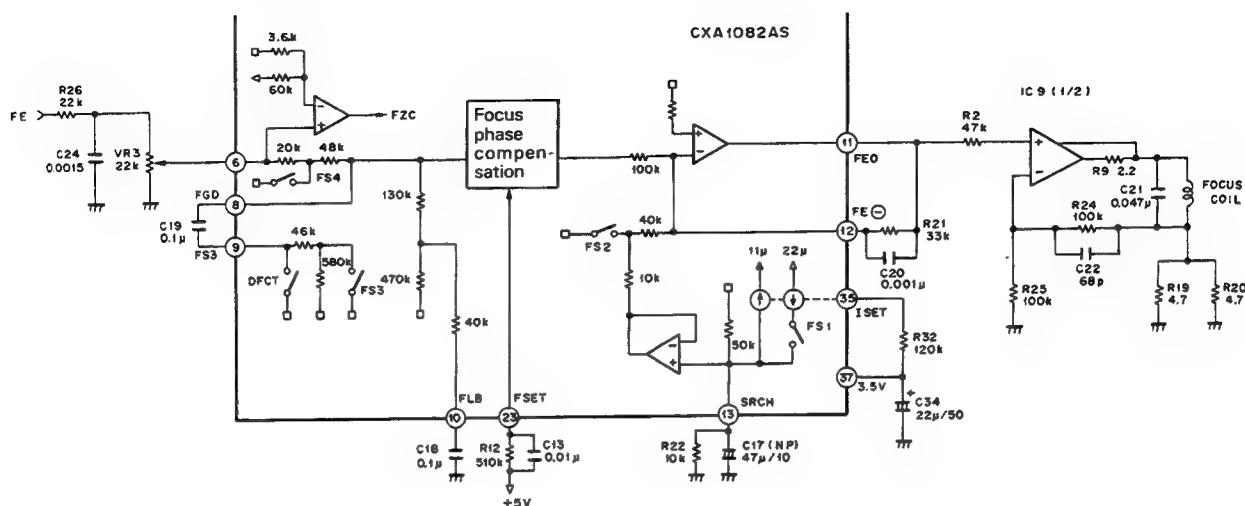 CXA1082AS
3.6k
60k
FZC
R26
22k
FE
C24
0.0015
VR3
22k
6
20k
48k
FS4
FGD
8
C19
0.1μ
9
FS3
46k
580k
DFCT
FS3
130k
470k
40k
Focus
phase
compen-
sation
100k
FS2
40k
10k
50k
11μ
22μ
FS1
11
FEO
12
FE ⊖
R21
33k
C20
0.001μ
35
ISET
R32
120k
37
3.5V
+
C34
22μ/50
R2
47k
IC9 (1/2)
R9 2.2
C21
0.047μ
FOCUS
COIL
R24
100k
C22
68p
R25
100k
R19
4.7
R20
4.7
FLB
10
C18
0.1μ
FSET
23
R12
510k
C13
0.01μ
+5V
SRCH
13
R22
10k
C17 (NP)
47μ/10